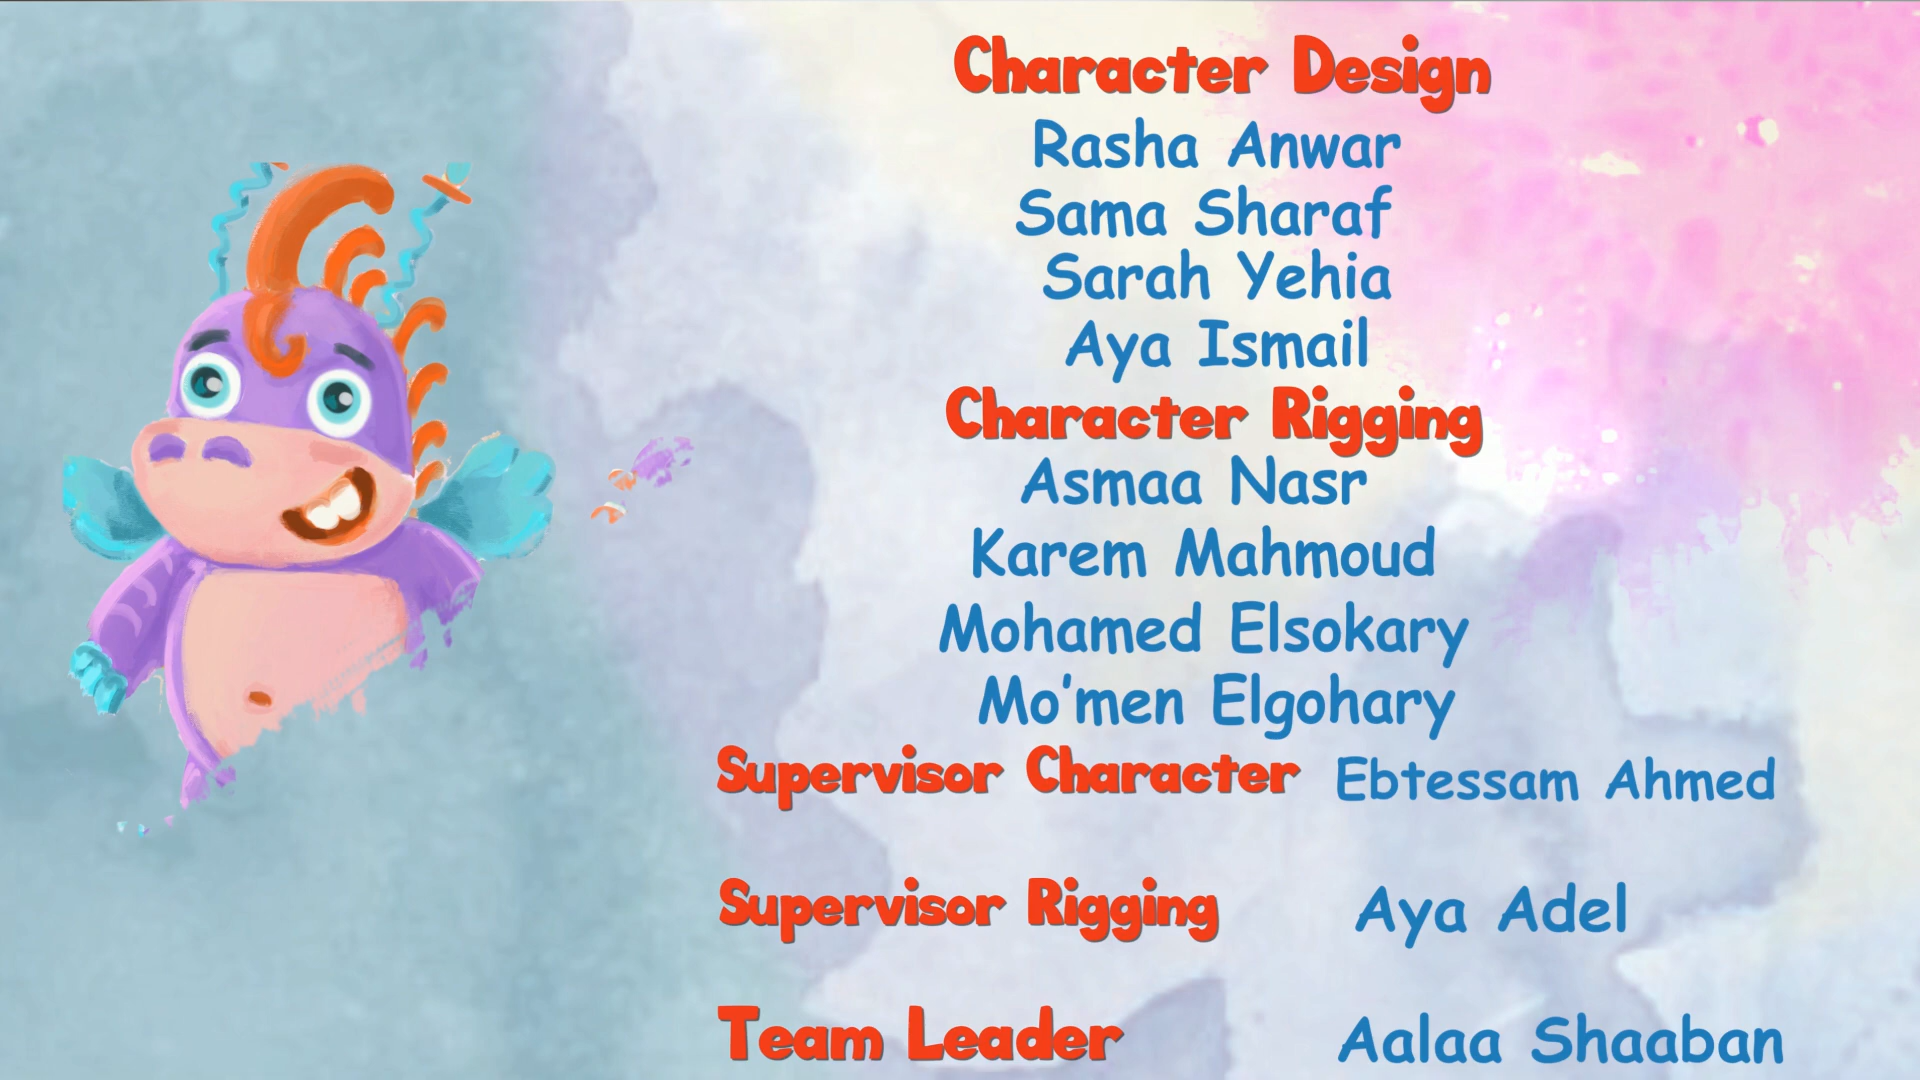 Character Design
Rasha Anwar
Sama Sharaf
Sarah Yehia
Aya Ismail
Character Rigging
Asmaa Nasr
Karem Mahmoud
Mohamed Elsokary
Mo'men Elgohary
Supervisor Character Ebtessam Ahmed
Supervisor Rigging Aya Adel
Team Leader Aalaa Shaaban